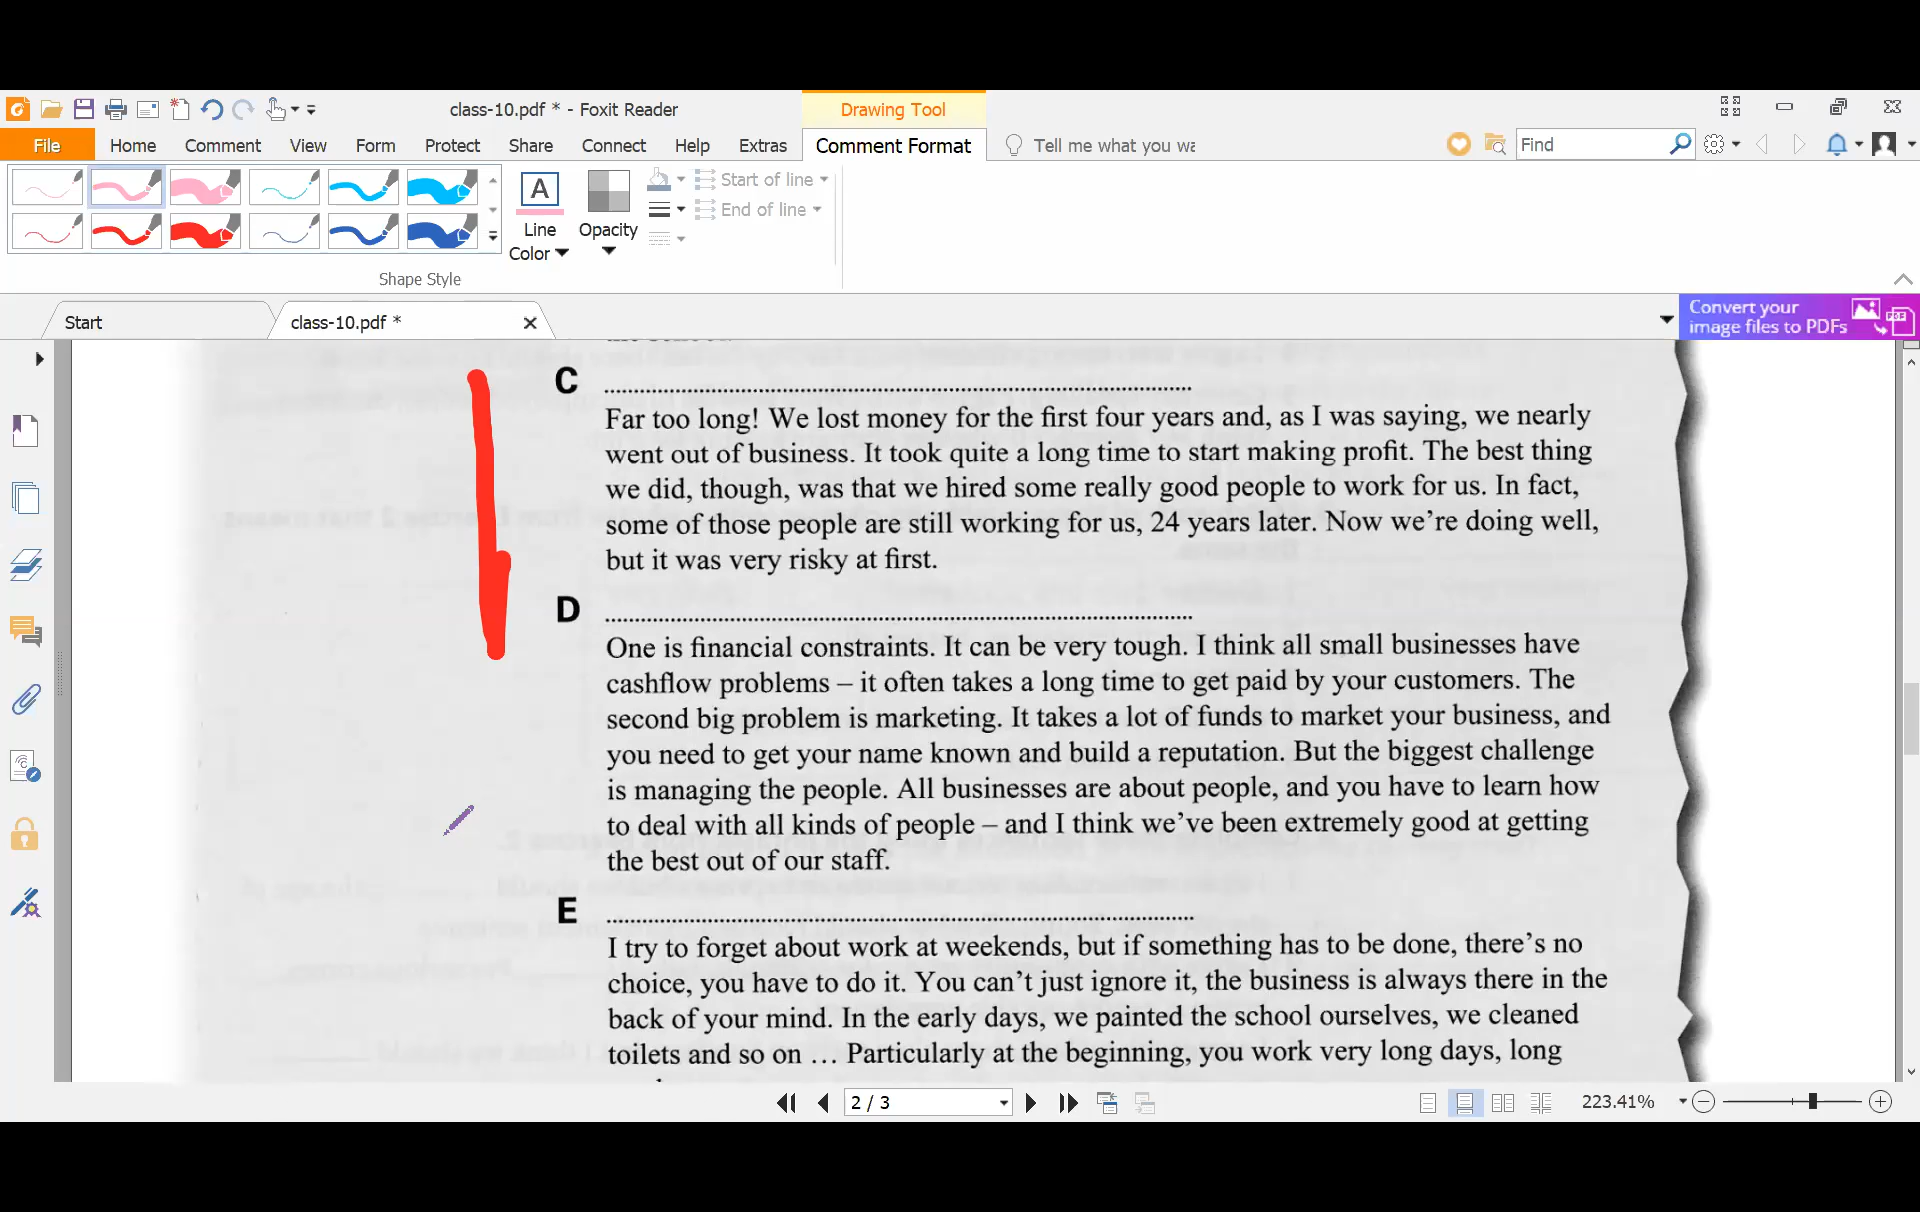 class-10.pdf * - Foxit Reader
Drawing Tool
File Home Comment View Form Protect Share Connect Help Extras Comment Format Tell me what you wa Find
A
Line Color
Opacity
Start of line
End of line
Shape Style
Start
class-10.pdf *
Convert your
image files to PDFs
C
Far too long! We lost money for the first four years and, as I was saying, we nearly
went out of business. It took quite a long time to start making profit. The best thing
we did, though, was that we hired some really good people to work for us. In fact,
some of those people are still working for us, 24 years later. Now we're doing well,
but it was very risky at first.
D
One is financial constraints. It can be very tough. I think all small businesses have
cashflow problems – it often takes a long time to get paid by your customers. The
second big problem is marketing. It takes a lot of funds to market your business, and
you need to get your name known and build a reputation. But the biggest challenge
is managing the people. All businesses are about people, and you have to learn how
to deal with all kinds of people – and I think we've been extremely good at getting
the best out of our staff.
E
I try to forget about work at weekends, but if something has to be done, there's no
choice, you have to do it. You can't just ignore it, the business is always there in the
back of your mind. In the early days, we painted the school ourselves, we cleaned
toilets and so on … Particularly at the beginning, you work very long days, long
2 / 3
223.41%